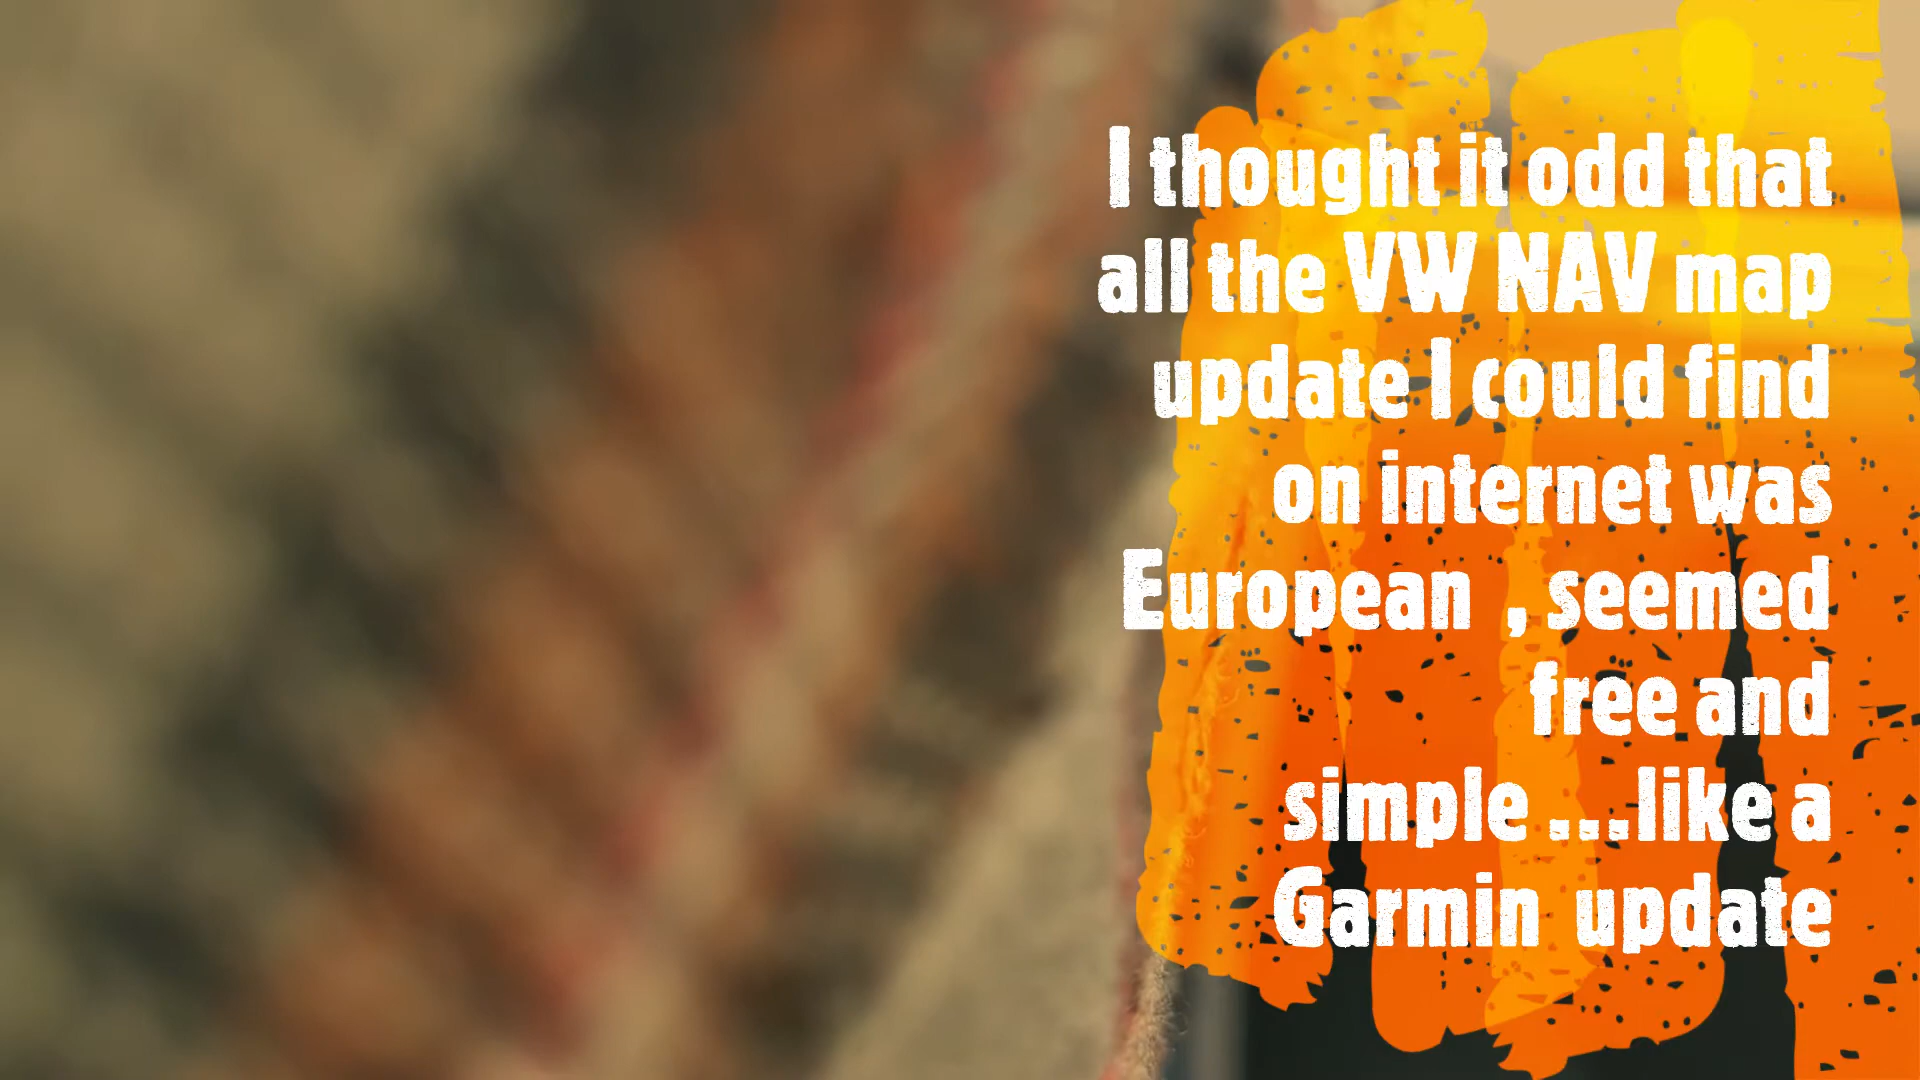 I thought it odd that
all the VW NAV map
update I could find
on internet was
European , seemed
free and
simple ...like a
Garmin update